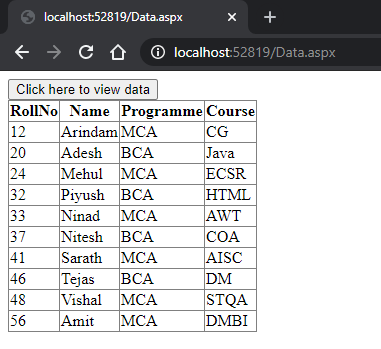 localhost:52819/Data.aspx
localhost:52819/Data.aspx
Click here to view data
RollNo Name Programme Course
12 Arindam MCA CG
20 Adesh BCA Java
24 Mehul MCA ECSR
32 Piyush BCA HTML
33 Ninad MCA AWT
37 Nitesh BCA COA
41 Sarath MCA AISC
46 Tejas BCA DM
48 Vishal MCA STQA
56 Amit MCA DMBI